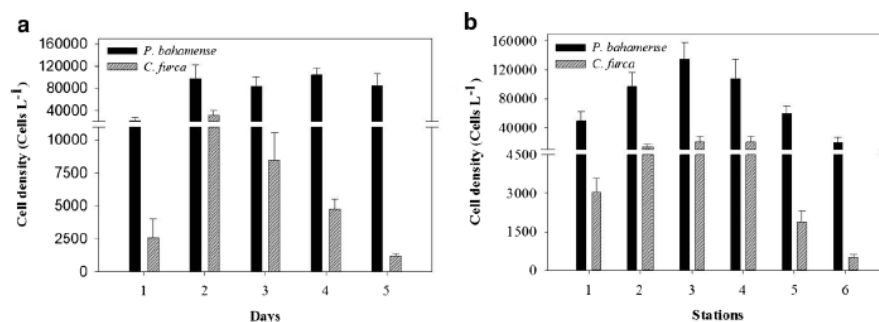 a
160000
120000
80000
40000
10000
7500
5000
2500
0
Cell density (Cells L⁻¹)
P. bahamense
C. furca
1 2 3 4 5
Days
b
160000
120000
80000
40000
4500
3000
1500
0
Cell density (Cells L⁻¹)
P. bahamense
C. furca
1 2 3 4 5 6
Stations